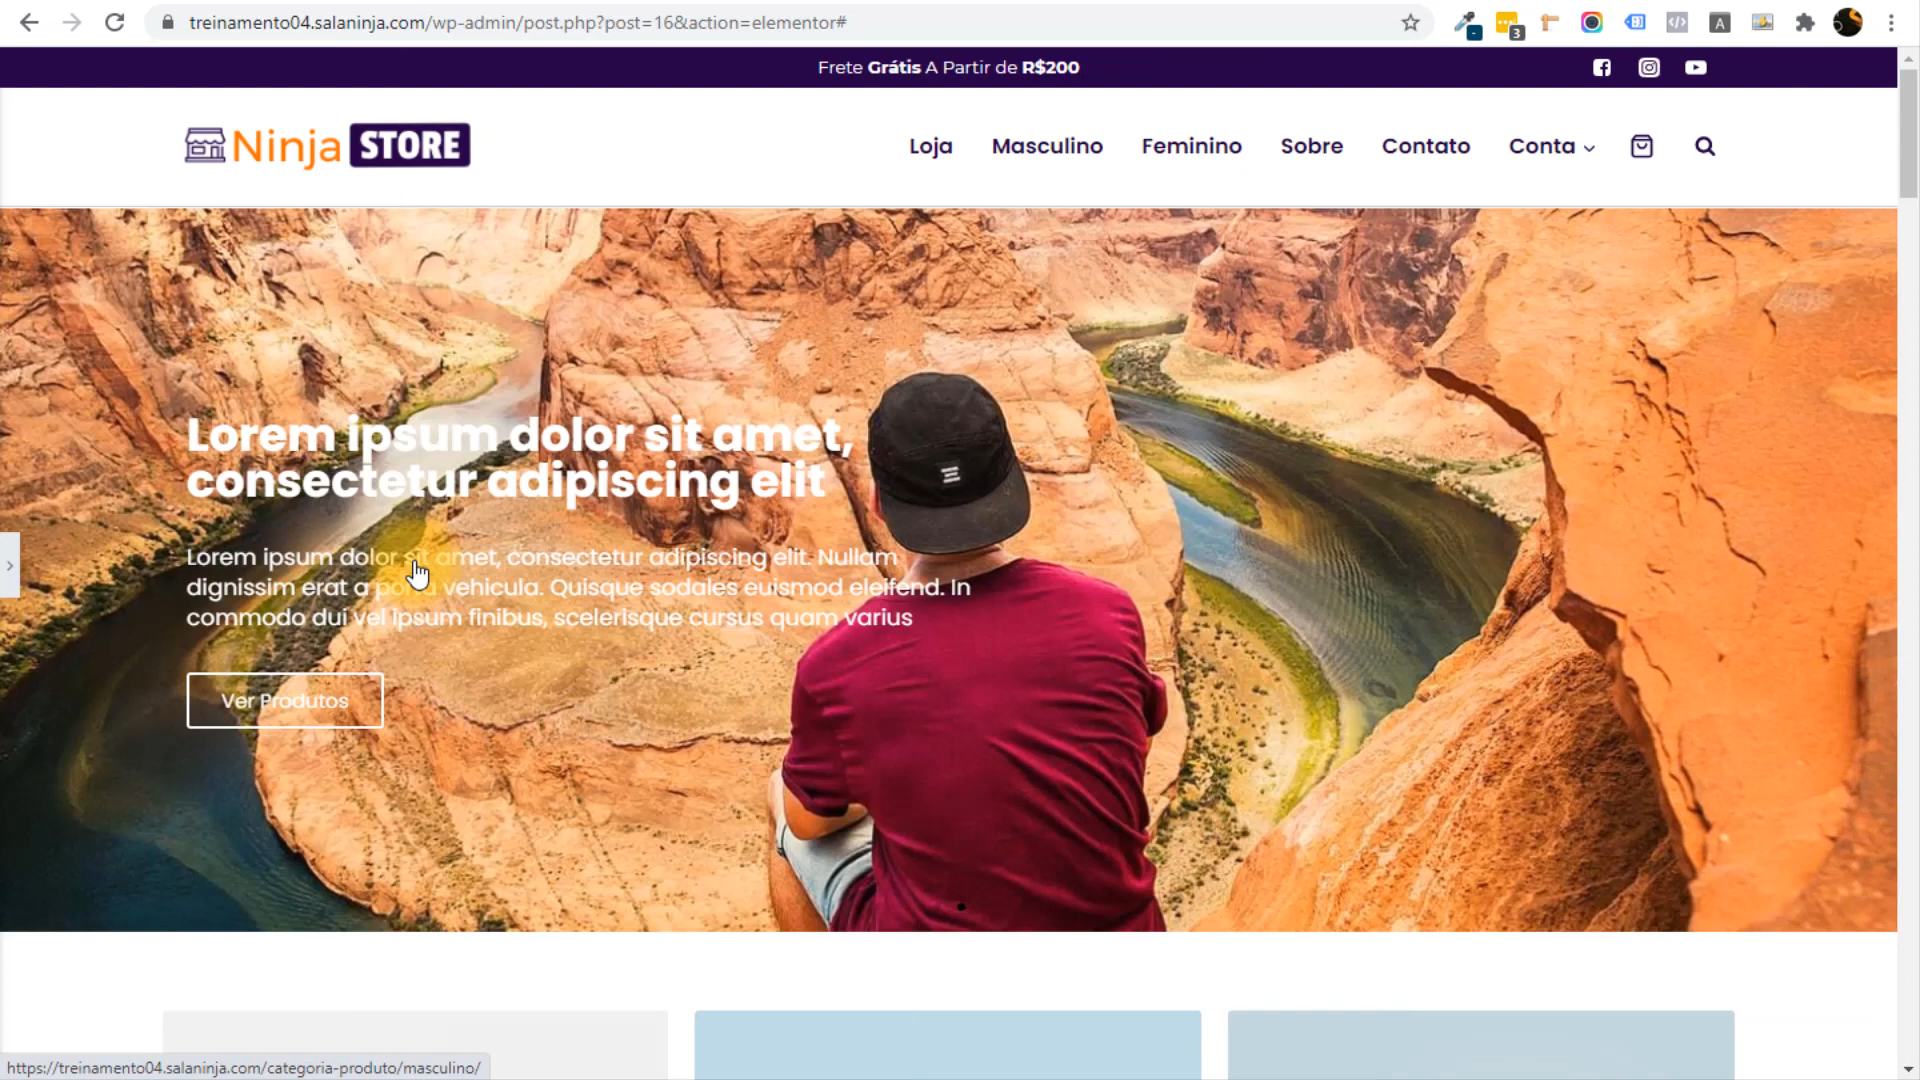 treinamento04.salaninja.com/wp-admin/post.php?post=16&action=elementor#
3
A
Frete Grátis A Partir de R$200
Ninja STORE
Loja Masculino Feminino Sobre Contato Conta
Lorem ipsum dolor sit amet,
consectetur adipiscing elit
Lorem ipsum dolor sit amet, consectetur adipiscing elit. Nullam
dignissim erat a vehicula. Quisque sodales euismod eleifend. In
commodo dui vel ipsum finibus, scelerisque cursus quam varius
Ver Produtos
https://treinamento04.salaninja.com/categoria-produto/masculino/